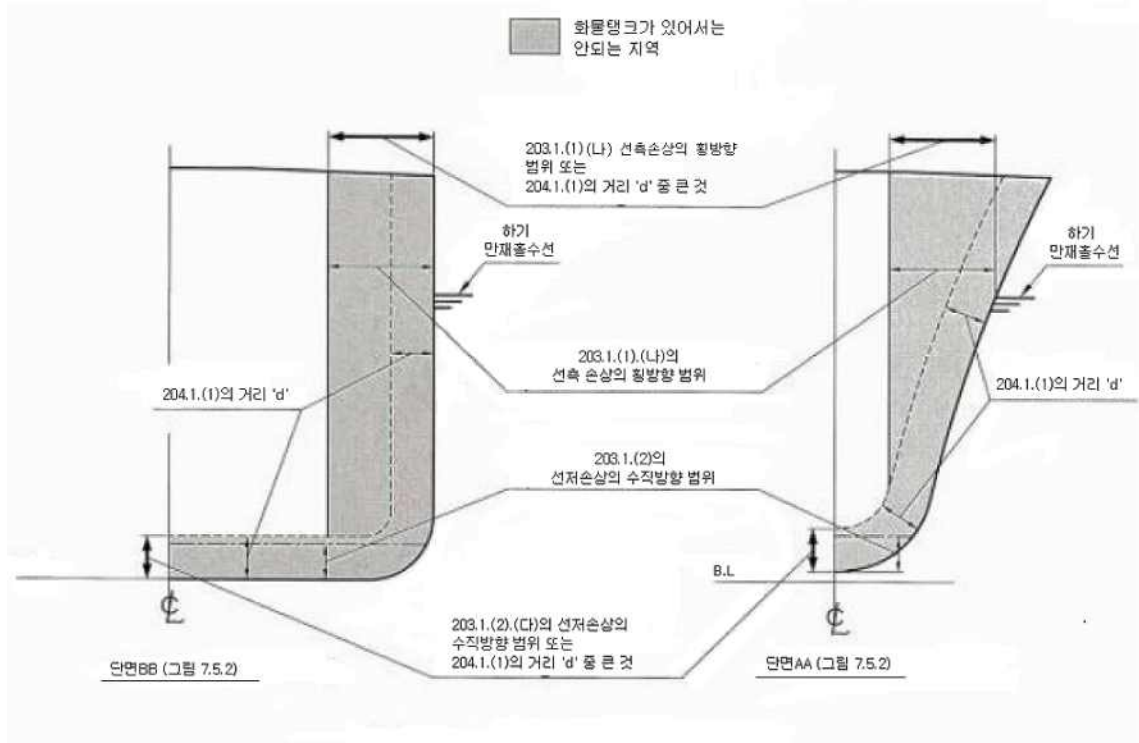 화물탱크가 있어서는
안되는 지역
203.1.(1)(나) 선측손상의 횡방향
범위 또는
204.1.(1)의 거리 'd' 중 큰 것
하기
만재흘수선
하기
만재흘수선
203.1.(1).(나)의
선측 손상의 횡방향 범위
204.1.(1)의 거리 'd'
204.1.(1)의 거리 'd'
203.1.(2)의
선저손상의 수직방향 범위
B.L
203.1.(2).(다)의 선저손상의
수직방향 범위 또는
204.1.(1)의 거리 'd' 중 큰 것
단면BB (그림 7.5.2)
단면AA (그림 7.5.2)